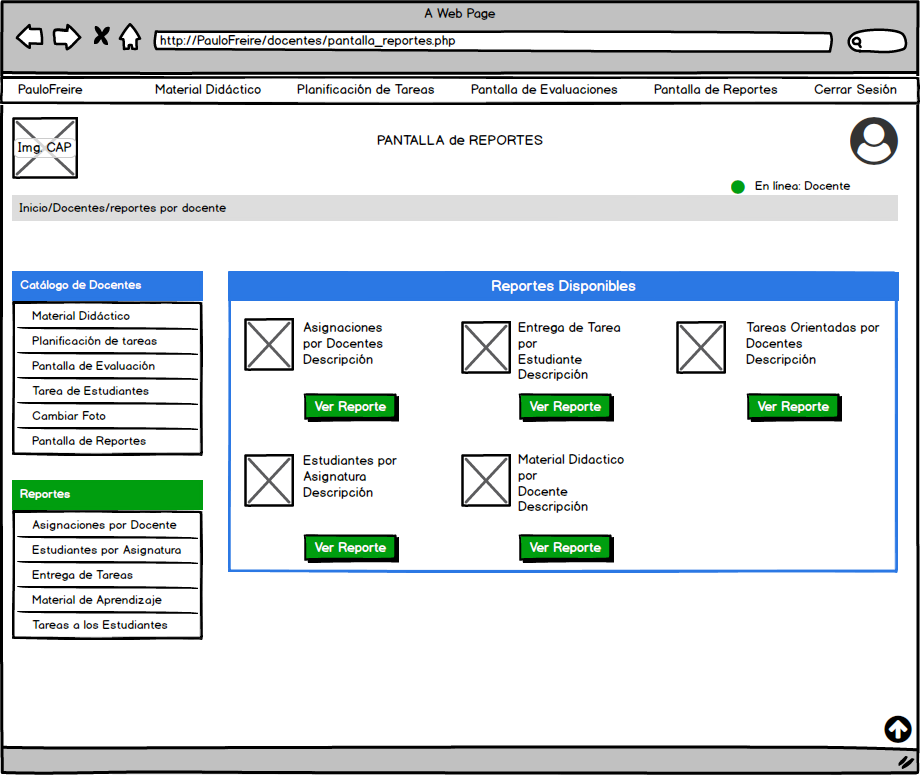 A Web Page
http://PauloFreire/docentes/pantalla_reportes.php
PauloFreire Material Didáctico Planificación de Tareas Pantalla de Evaluaciones Pantalla de Reportes Cerrar Sesión
Img. CAP
PANTALLA de REPORTES
En línea: Docente
Inicio/Docentes/reportes por docente
Catálogo de Docentes
Material Didáctico
Planificación de tareas
Pantalla de Evaluación
Tarea de Estudiantes
Cambiar Foto
Pantalla de Reportes
Reportes
Asignaciones por Docente
Estudiantes por Asignatura
Entrega de Tareas
Material de Aprendizaje
Tareas a los Estudiantes
Reportes Disponibles
Asignaciones
por Docentes
Descripción
Ver Reporte
Entrega de Tarea
por
Estudiante
Descripción
Ver Reporte
Tareas Orientadas por
Docentes
Descripción
Ver Reporte
Estudiantes por
Asignatura
Descripción
Ver Reporte
Material Didactico
por
Docente
Descripción
Ver Reporte